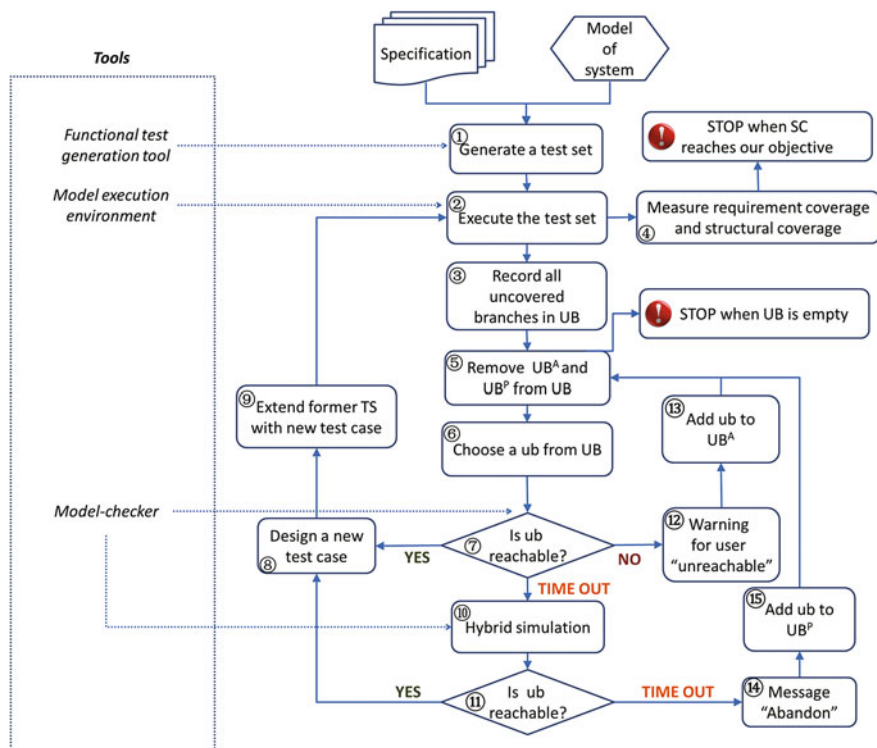 Specification
Model
of
system
Tools
Functional test
generation tool
① Generate a test set
STOP when SC
reaches our objective
Model execution
environment
② Execute the test set
Measure requirement coverage
④ and structural coverage
③ Record all
uncovered
branches in UB
STOP when UB is empty
⑤ Remove UBᴬ and
UBᴾ from UB
⑨ Extend former TS
with new test case
⑬ Add ub to
UBᴬ
⑥ Choose a ub from UB
Model-checker
Design a new
⑧ test case
YES
Is ub
⑦ reachable?
NO
⑫ Warning
for user
“unreachable”
TIME OUT
⑮ Add ub to
UBᴾ
⑩ Hybrid simulation
YES
Is ub
⑪ reachable?
TIME OUT
⑭ Message
“Abandon”